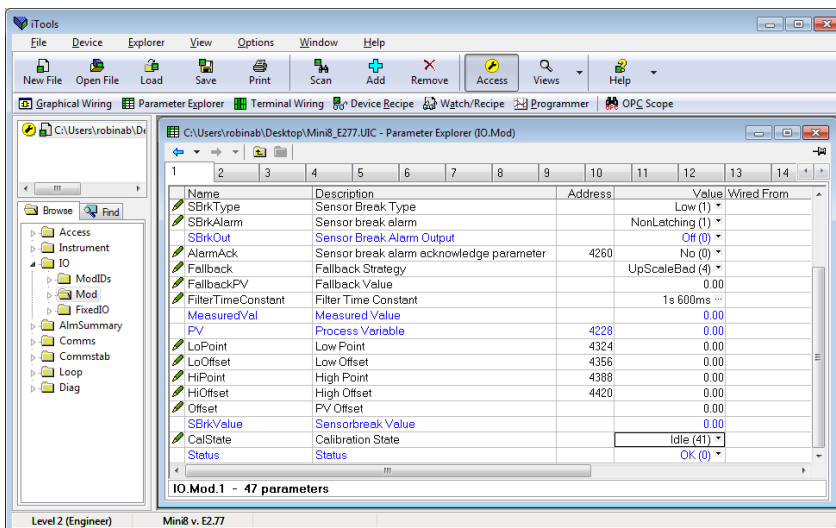 iTools
File Device Explorer View Options Window Help
New File Open File Load Save Print Scan Add Remove Access Views Help
Graphical Wiring Parameter Explorer Terminal Wiring Device Recipe Watch/Recipe Programmer OPC Scope
C:\Users\robinab\De
C:\Users\robinab\Desktop\Mini8_E277.UIC - Parameter Explorer (IO.Mod)
1 2 3 4 5 6 7 8 9 10 11 12 13 14
Browse Find
Access
Instrument
IO
ModIDs
Mod
FixedIO
AlmSummary
Comms
Commstab
Loop
Diag
Name Description Address Value Wired From
SBrkType Sensor Break Type Low (1)
SBrkAlarm Sensor break alarm NonLatching (1)
SBrkOut Sensor Break Alarm Output Off (0)
AlarmAck Sensor break alarm acknowledge parameter 4260 No (0)
Fallback Fallback Strategy UpScaleBad (4)
FallbackPV Fallback Value 0.00
FilterTimeConstant Filter Time Constant 1s 600ms ...
MeasuredVal Measured Value 0.00
PV Process Variable 4228 0.00
LoPoint Low Point 4324 0.00
LoOffset Low Offset 4356 0.00
HiPoint High Point 4388 0.00
HiOffset High Offset 4420 0.00
Offset PV Offset 0.00
SBrkValue Sensorbreak Value 0.00
CalState Calibration State Idle (41)
Status Status OK (0)
IO.Mod.1 - 47 parameters
Level 2 (Engineer) Mini8 v. E2.77